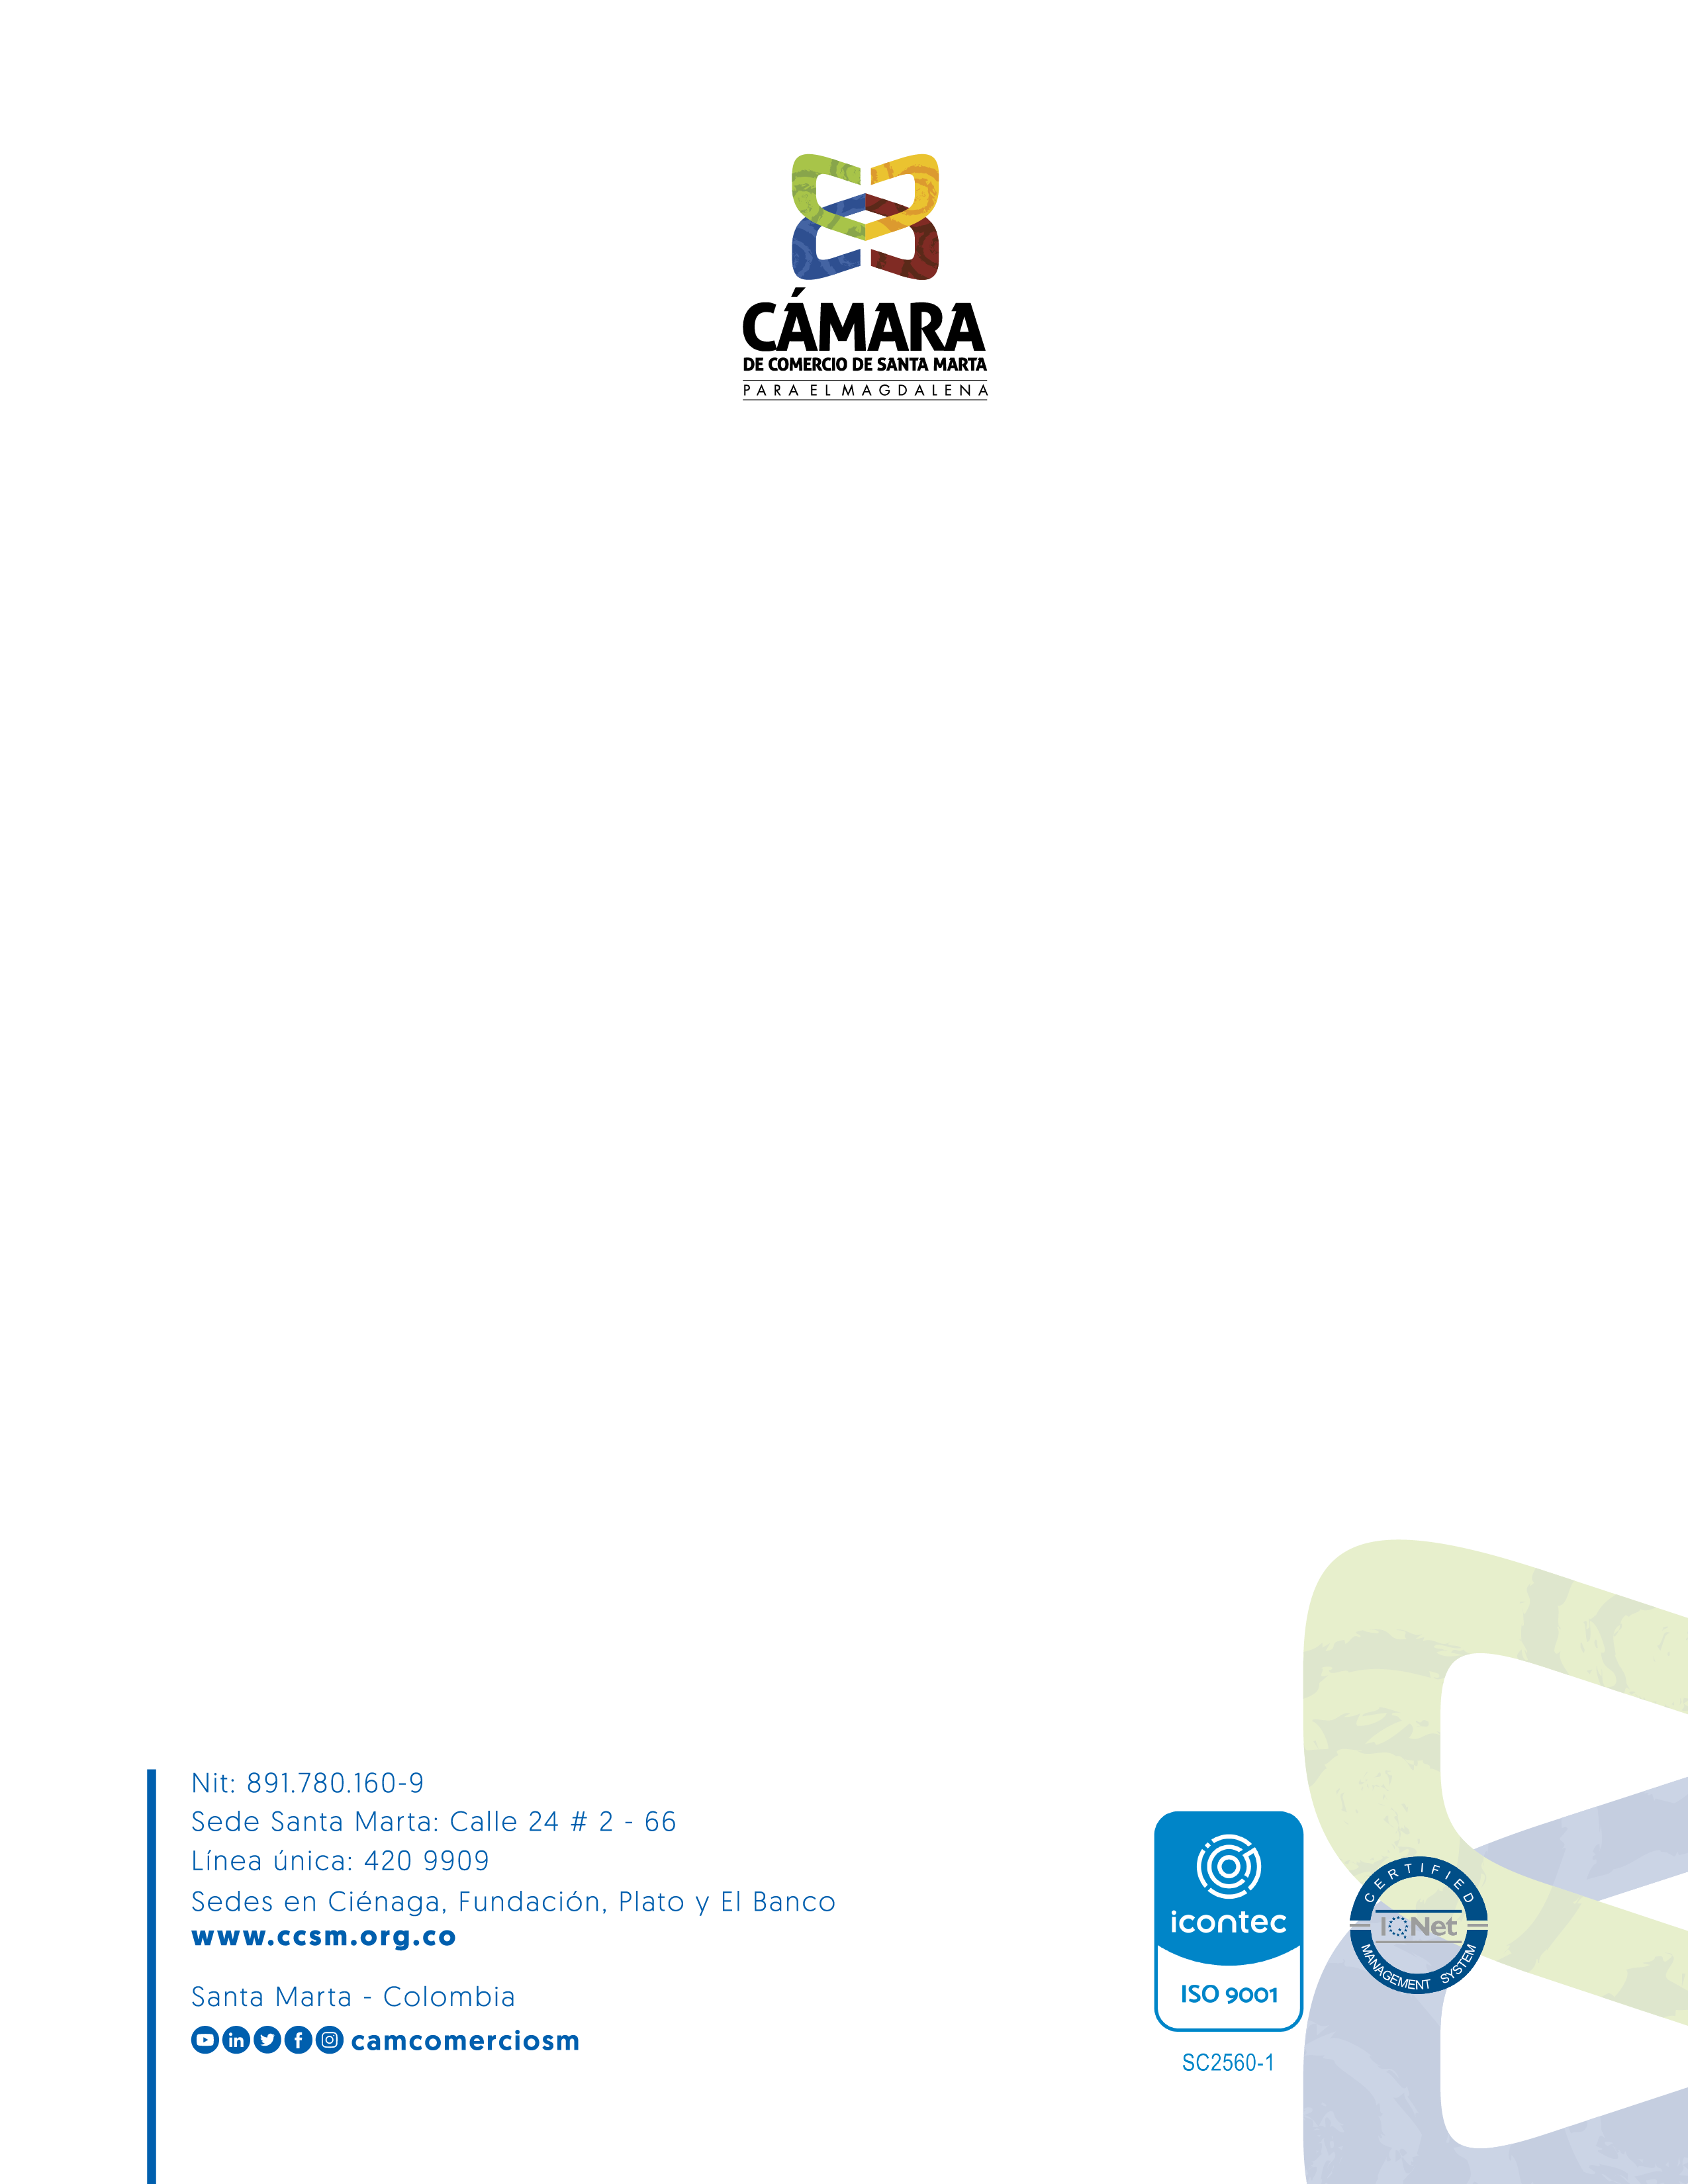 CÁMARA
DE COMERCIO DE SANTA MARTA
PARA EL MAGDALENA
Nit: 891.780.160-9
Sede Santa Marta: Calle 24 # 2 - 66
Línea única: 420 9909
Sedes en Ciénaga, Fundación, Plato y El Banco
www.ccsm.org.co
Santa Marta - Colombia
camcomerciosm
icontec
ISO 9001
SC2560-1
CERTIFIED
IQNet
MANAGEMENT SYSTEM